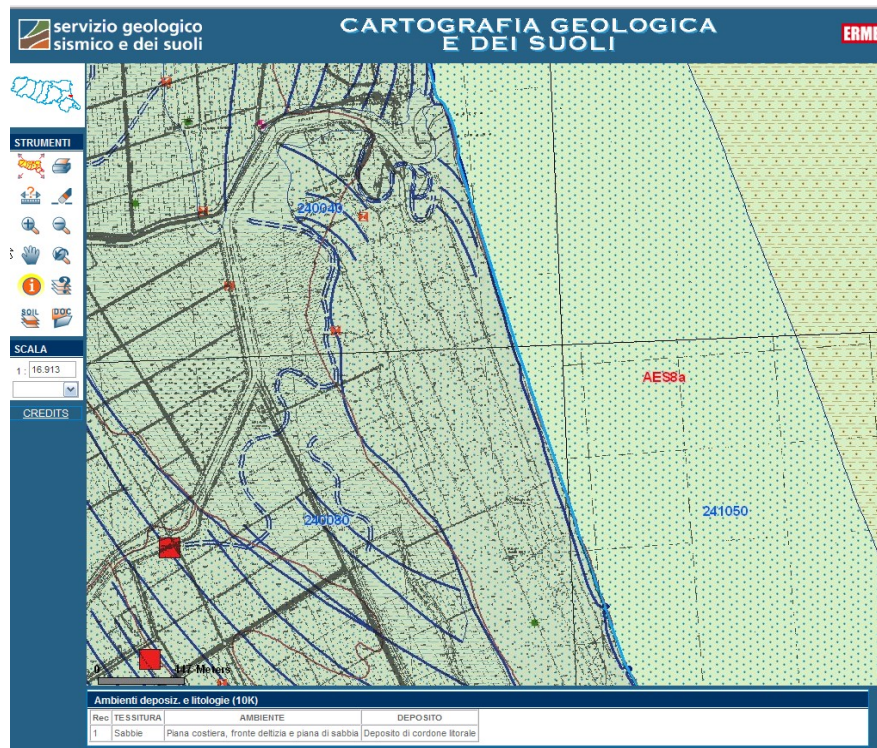 servizio geologico
sismico e dei suoli
CARTOGRAFIA GEOLOGICA
E DEI SUOLI
STRUMENTI
SOIL
DOC
SCALA
1 : 16.913
CREDITS
240040
AES8a
241050
240080
0
Meters
Ambienti deposiz. e litologie (10K)
Rec TESSITURA AMBIENTE DEPOSITO
1 Sabbie Piana costiera, fronte deltizia e piana di sabbia Deposito di cordone litorale